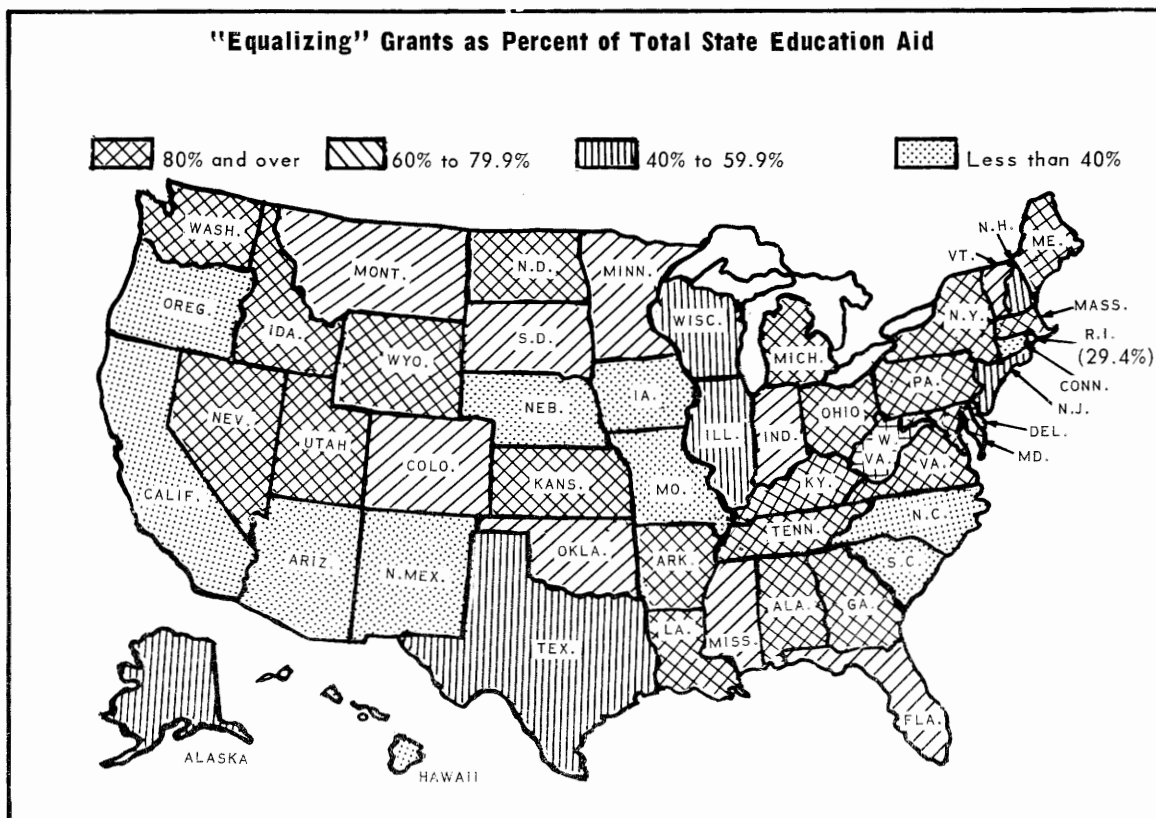 "Equalizing" Grants as Percent of Total State Education Aid
80% and over
60% to 79.9%
40% to 59.9%
Less than 40%
WASH.
MONT.
N.D.
MINN.
N.H.
VT.
ME.
OREG.
IDA.
WYO.
S.D.
WISC.
MICH.
N.Y.
MASS.
R.I.
(29.4%)
CONN.
N.J.
DEL.
MD.
NEV.
UTAH
COLO.
NEB.
IA.
ILL.
IND.
OHIO
PA.
W.
VA.
VA.
CALIF.
KANS.
MO.
KY.
TENN.
N.C.
S.C.
ARIZ.
N.MEX.
OKLA.
ARK.
TEX.
LA.
MISS.
ALA.
GA.
FLA.
ALASKA
HAWAII